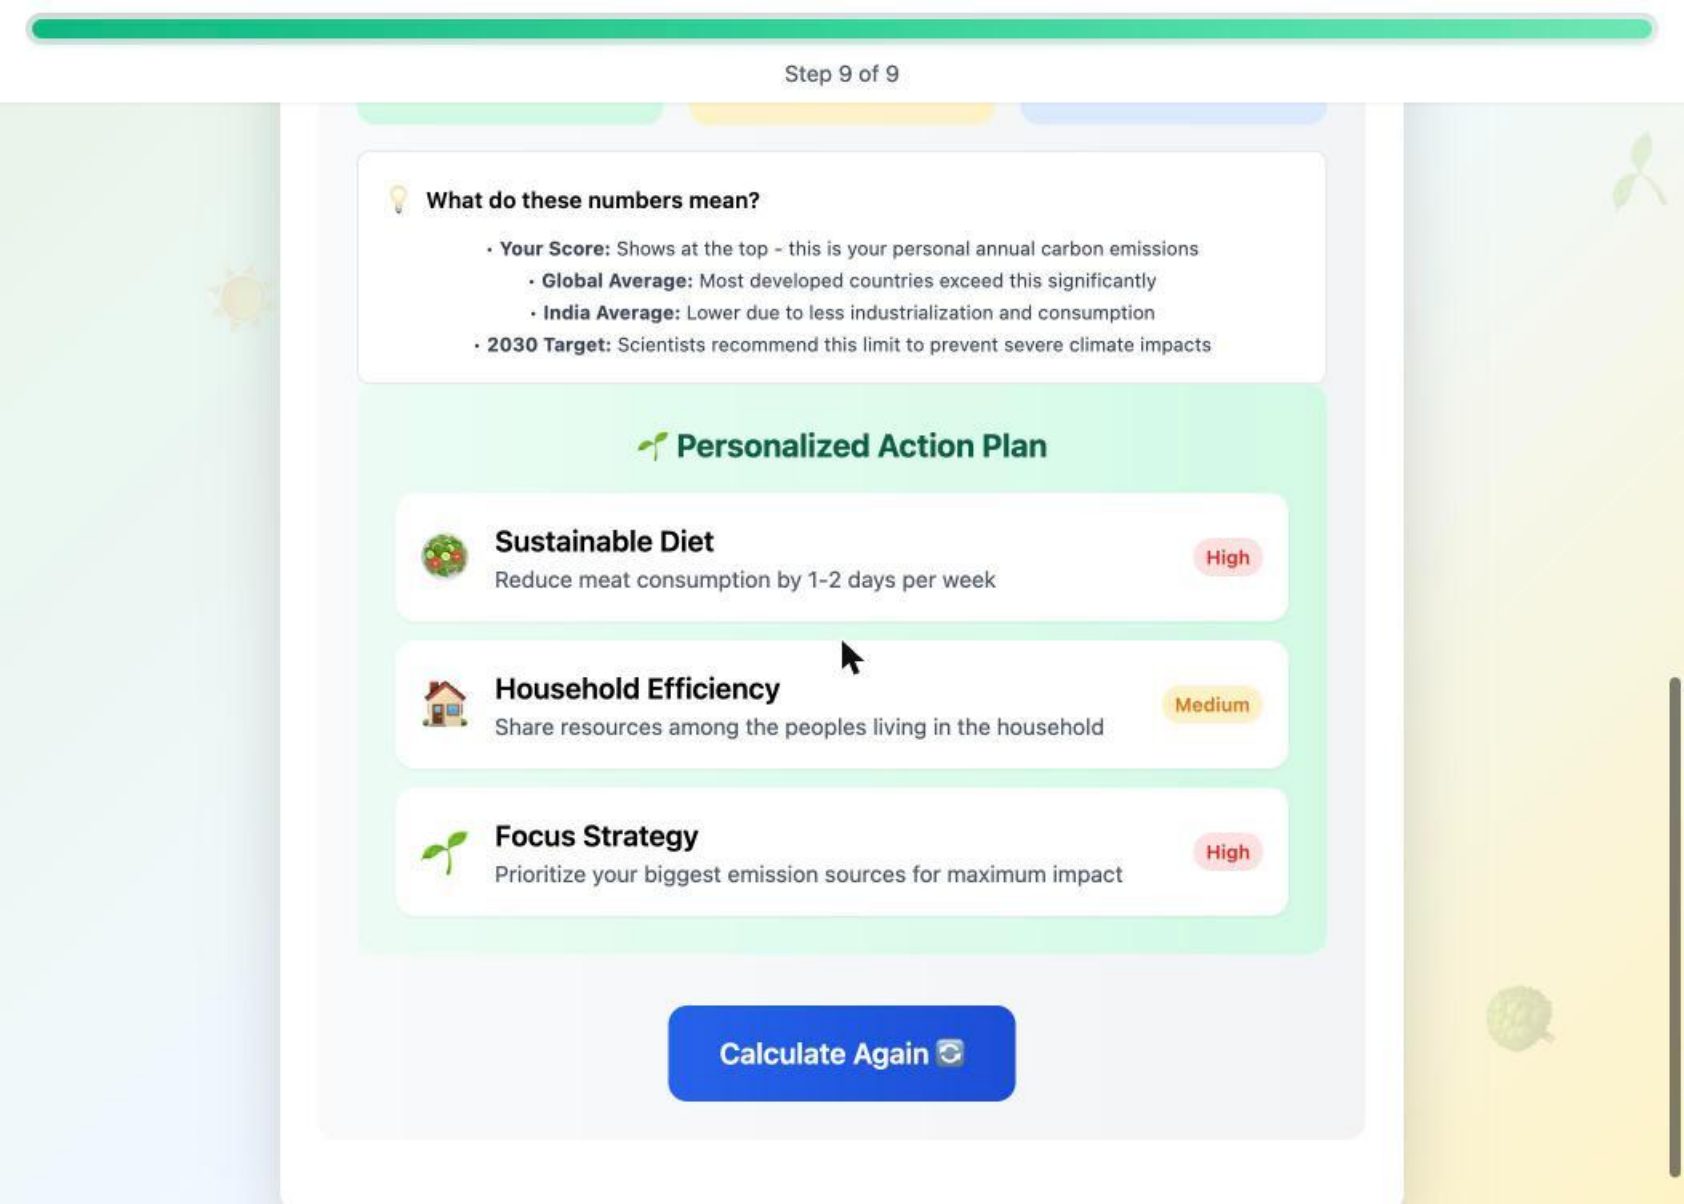 Step 9 of 9
What do these numbers mean?
• Your Score: Shows at the top - this is your personal annual carbon emissions
• Global Average: Most developed countries exceed this significantly
• India Average: Lower due to less industrialization and consumption
• 2030 Target: Scientists recommend this limit to prevent severe climate impacts
Personalized Action Plan
Sustainable Diet
Reduce meat consumption by 1-2 days per week
High
Household Efficiency
Share resources among the peoples living in the household
Medium
Focus Strategy
Prioritize your biggest emission sources for maximum impact
High
Calculate Again